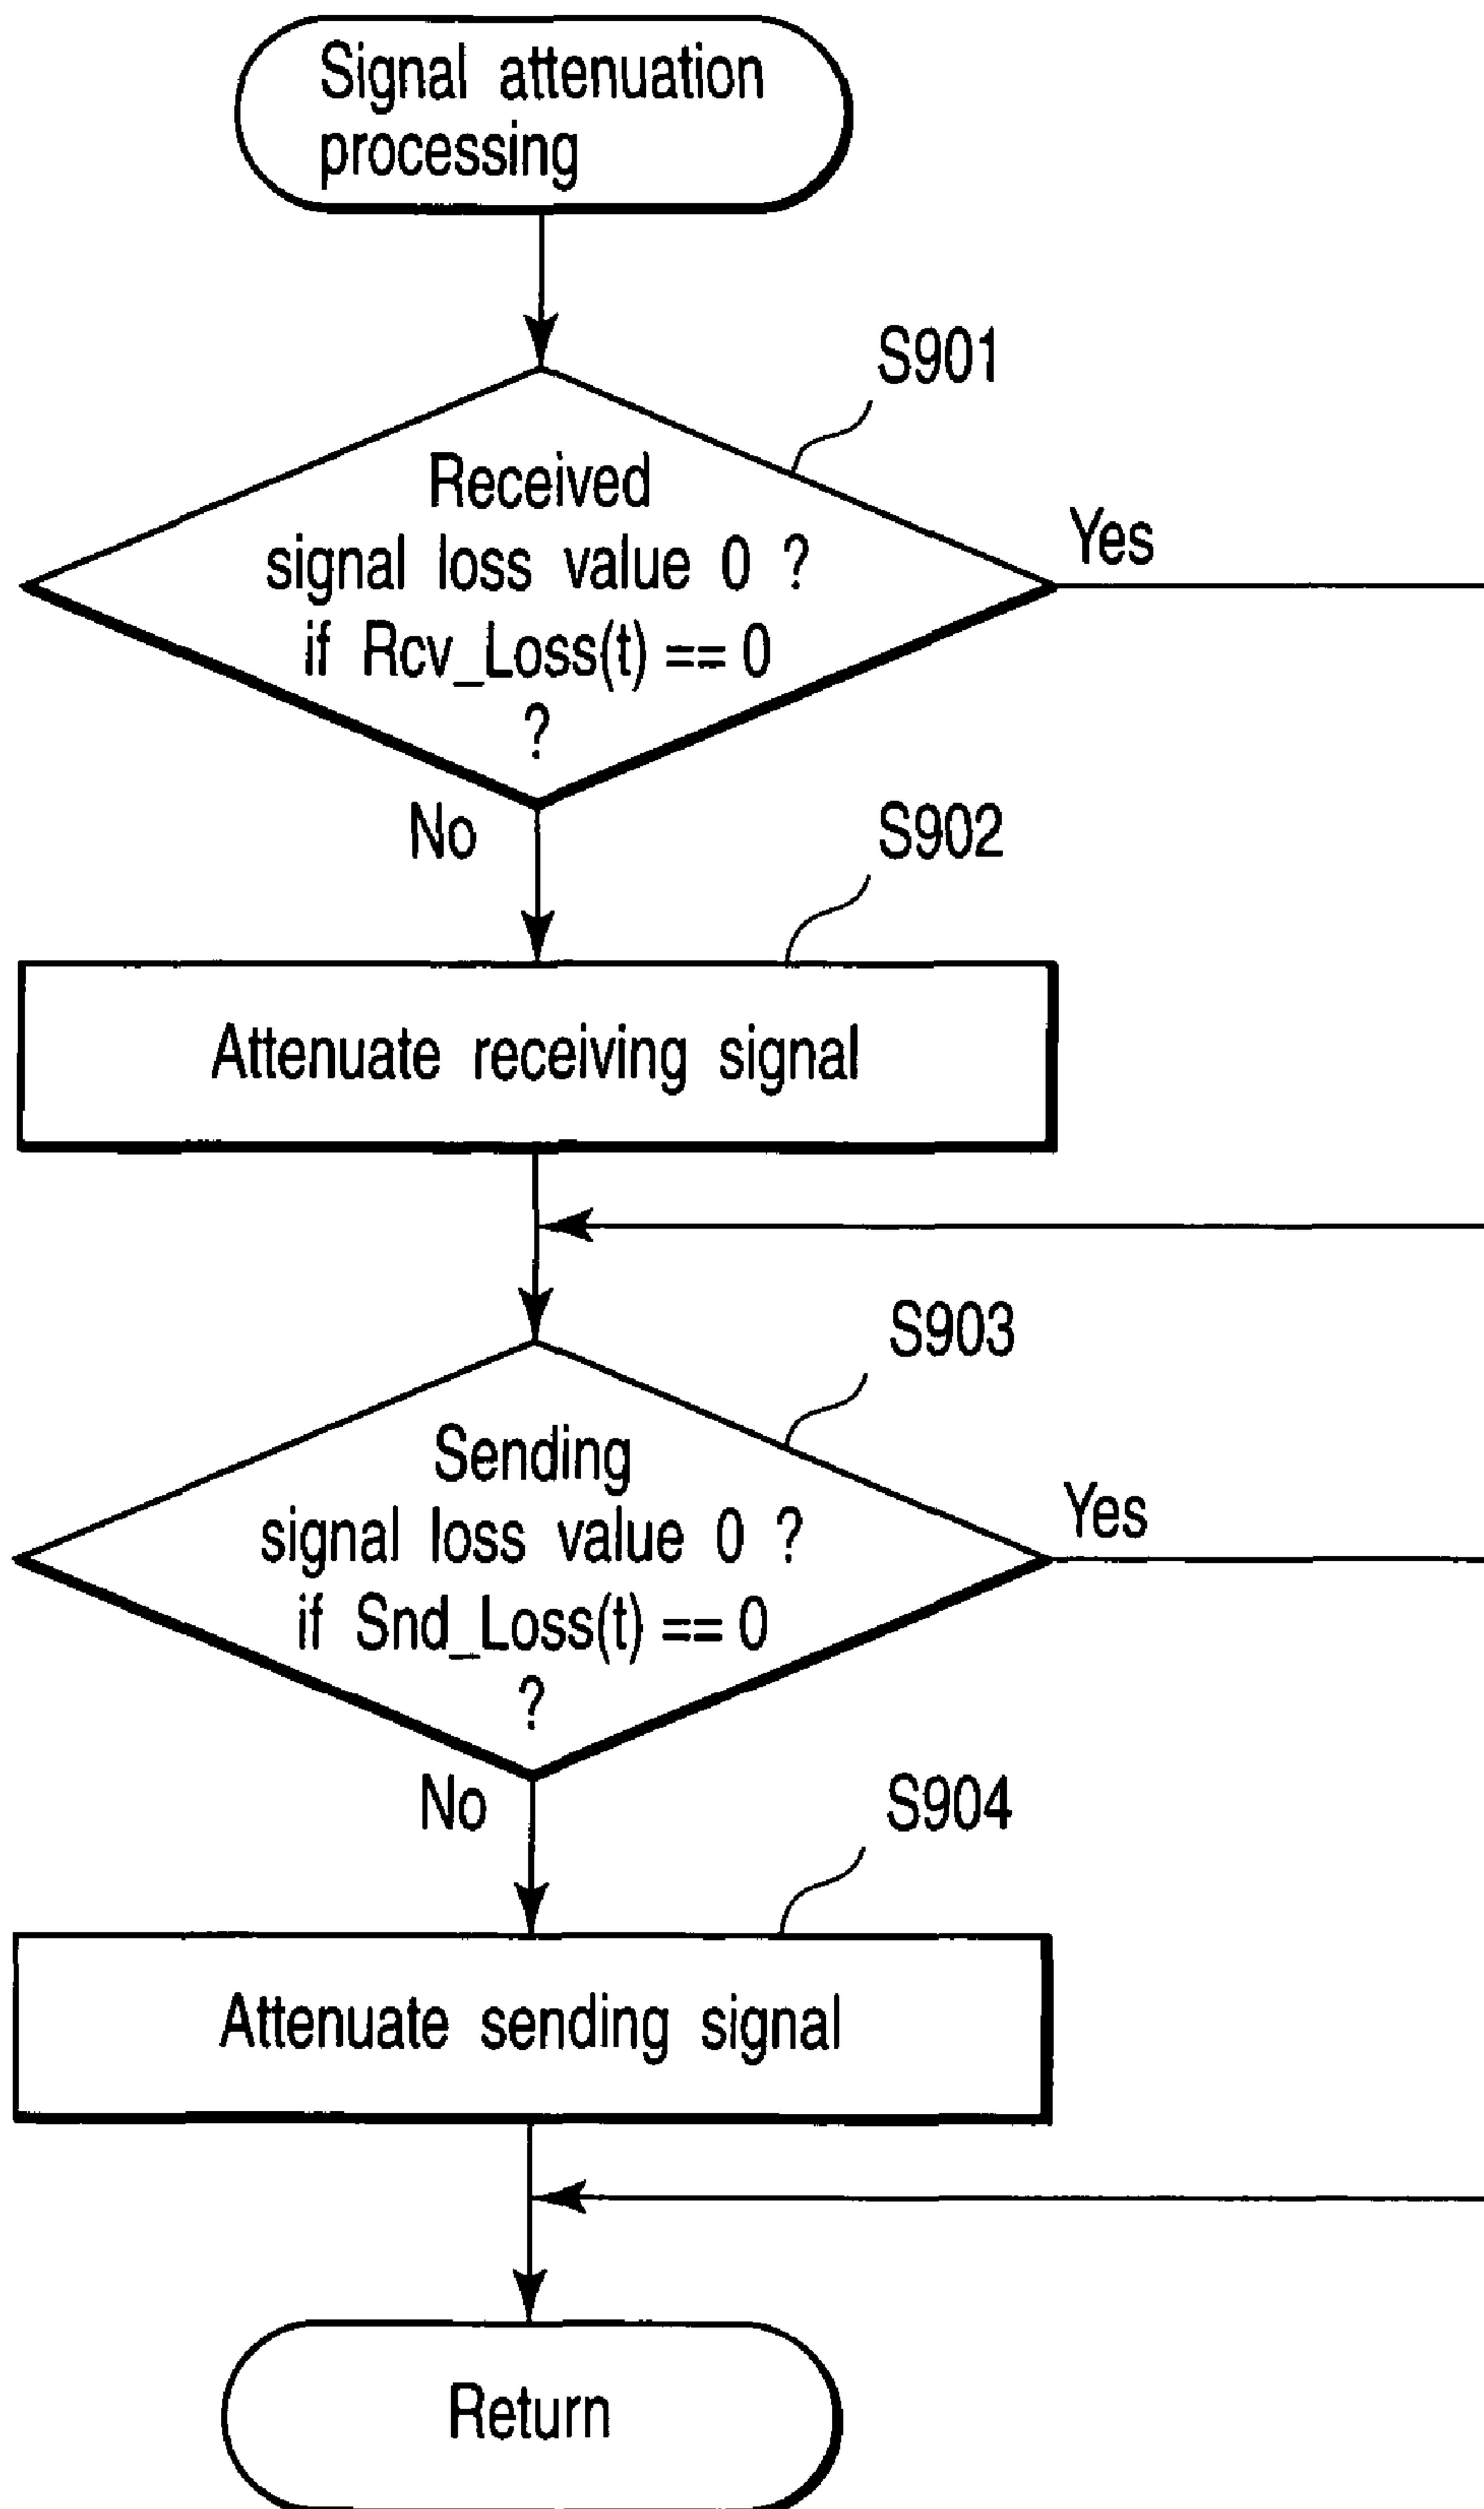 Signal attenuation
processing
S901
Received
signal loss value 0 ?
if Rcv_Loss(t) == 0
?
Yes
No
S902
Attenuate receiving signal
S903
Sending
signal loss value 0 ?
if Snd_Loss(t) == 0
?
Yes
No
S904
Attenuate sending signal
Return